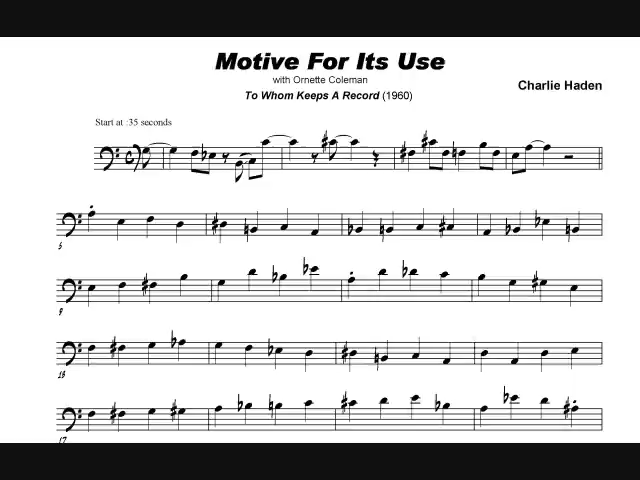 Motive For Its Use
with Ornette Coleman
Charlie Haden
To Whom Keeps A Record (1960)
Start at :35 seconds
5
9
13
17